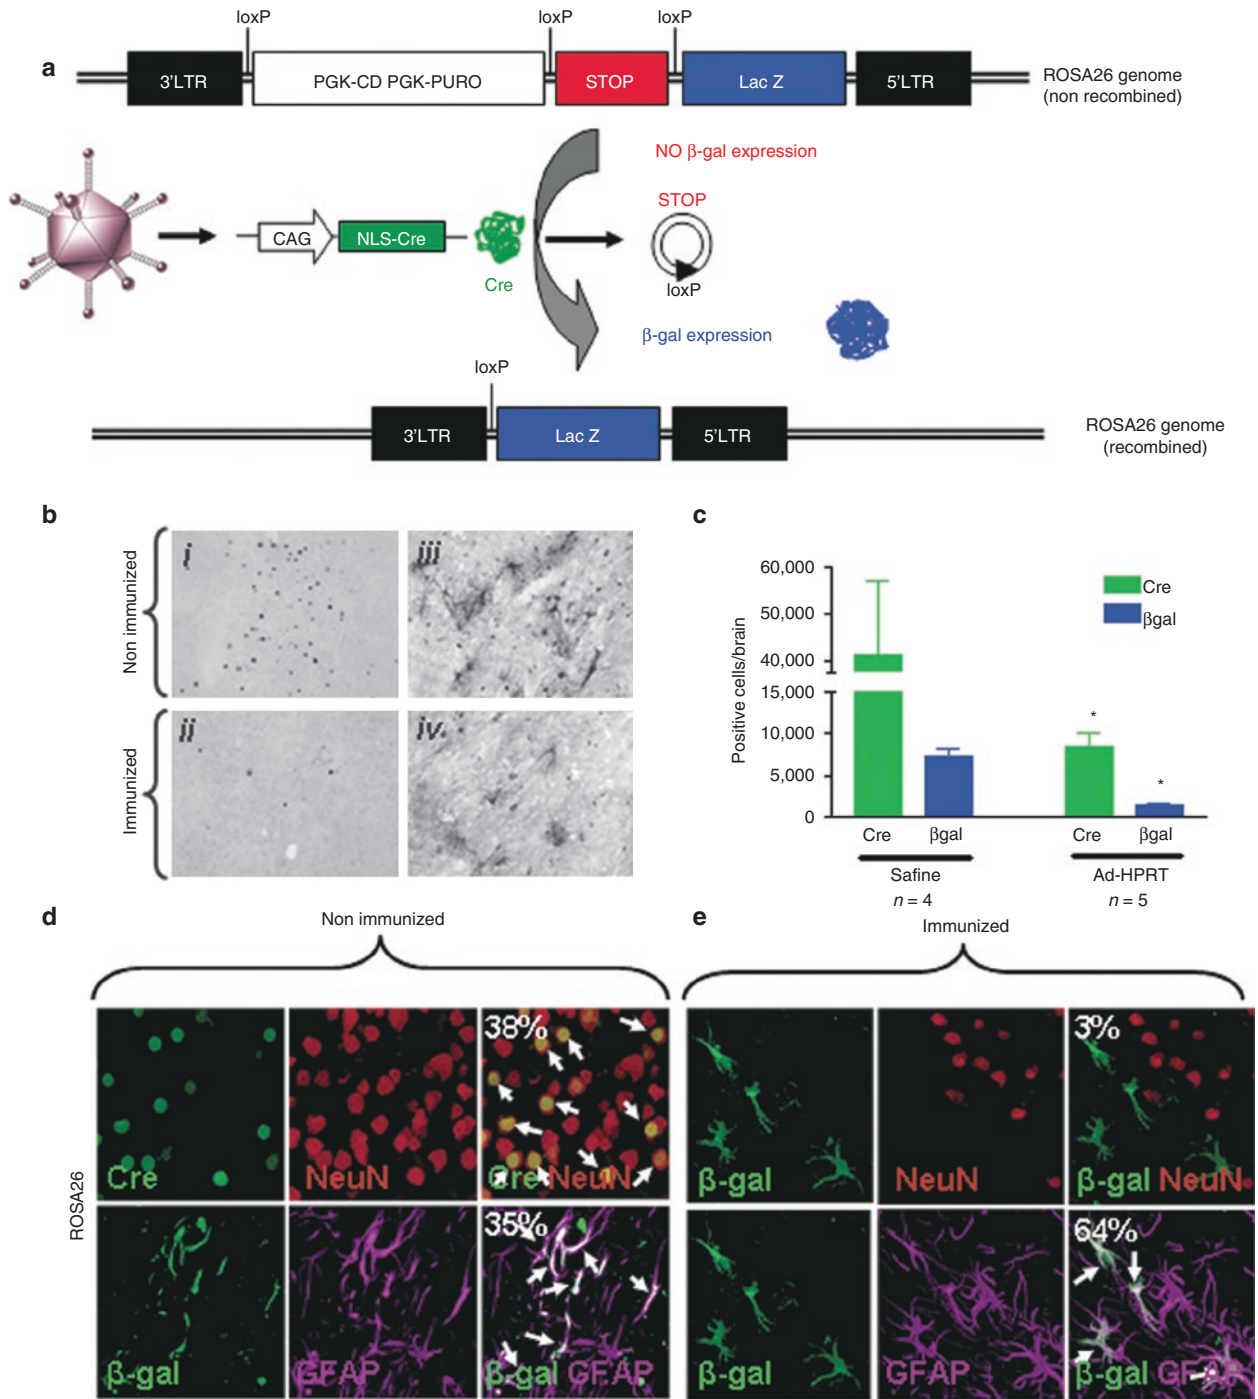 a
loxP loxP loxP
3'LTR PGK-CD PGK-PURO STOP Lac Z 5'LTR
ROSA26 genome
(non recombined)
NO β-gal expression
STOP
CAG NLS-Cre
Cre
loxP
β-gal expression
loxP
3'LTR Lac Z 5'LTR
ROSA26 genome
(recombined)
b
Non immunized
i
iii
Immunized
ii
iv
c
Positive cells/brain
60,000
50,000
40,000
15,000
10,000
5,000
0
Cre
βgal
*
*
Cre βgal Cre βgal
Safine Ad-HPRT
n = 4 n = 5
d
Non immunized
e
Immunized
ROSA26
Cre
NeuN
38%
Cre NeuN
β-gal
NeuN
3%
β-gal NeuN
β-gal
GFAP
35%
β-gal GFAP
β-gal
GFAP
64%
β-gal GFAP